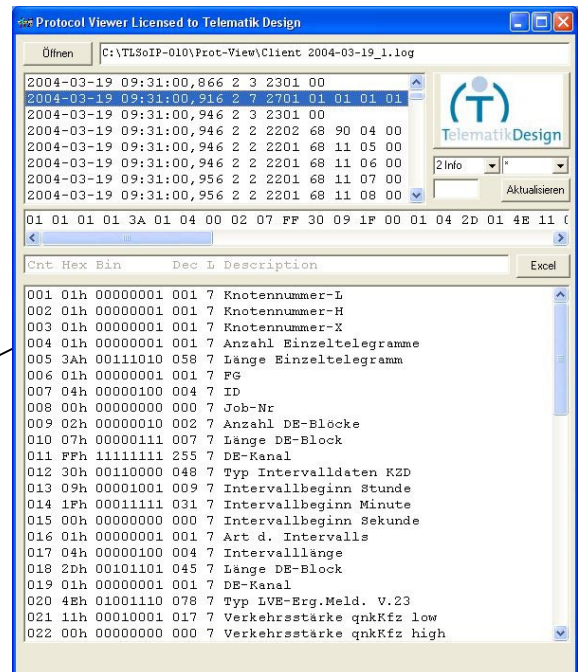 Protocol Viewer Licensed to Telematik Design
Öffnen
C:\TLSoIP-010\Prot-View\Client 2004-03-19_1.log
2004-03-19 09:31:00,866 2 3 2301 00
2004-03-19 09:31:00,916 2 7 2701 01 01 01 01
2004-03-19 09:31:00,946 2 3 2301 00
2004-03-19 09:31:00,946 2 2 2202 68 90 04 00
2004-03-19 09:31:00,946 2 2 2201 68 11 05 00
2004-03-19 09:31:00,946 2 2 2201 68 11 06 00
2004-03-19 09:31:00,956 2 2 2201 68 11 07 00
2004-03-19 09:31:00,956 2 2 2201 68 11 08 00
(T)
TelematikDesign
2 Info
*
Aktualisieren
01 01 01 01 3A 01 04 00 02 07 FF 30 09 1F 00 01 04 2D 01 4E 11
Cnt Hex Bin Dec L Description
Excel
001 01h 00000001 001 7 Knotennummer-L
002 01h 00000001 001 7 Knotennummer-H
003 01h 00000001 001 7 Knotennummer-X
004 01h 00000001 001 7 Anzahl Einzeltelegramme
005 3Ah 00111010 058 7 Länge Einzeltelegramm
006 01h 00000001 001 7 FG
007 04h 00000100 004 7 ID
008 00h 00000000 000 7 Job-Nr
009 02h 00000010 002 7 Anzahl DE-Blöcke
010 07h 00000111 007 7 Länge DE-Block
011 FFh 11111111 255 7 DE-Kanal
012 30h 00110000 048 7 Typ Intervalldaten KZD
013 09h 00001001 009 7 Intervallbeginn Stunde
014 1Fh 00011111 031 7 Intervallbeginn Minute
015 00h 00000000 000 7 Intervallbeginn Sekunde
016 01h 00000001 001 7 Art d. Intervalls
017 04h 00000100 004 7 Intervalllänge
018 2Dh 00101101 045 7 Länge DE-Block
019 01h 00000001 001 7 DE-Kanal
020 4Eh 01001110 078 7 Typ LVE-Erg.Meld. V.23
021 11h 00010001 017 7 Verkehrsstärke qnkKfz low
022 00h 00000000 000 7 Verkehrsstärke qnkKfz high